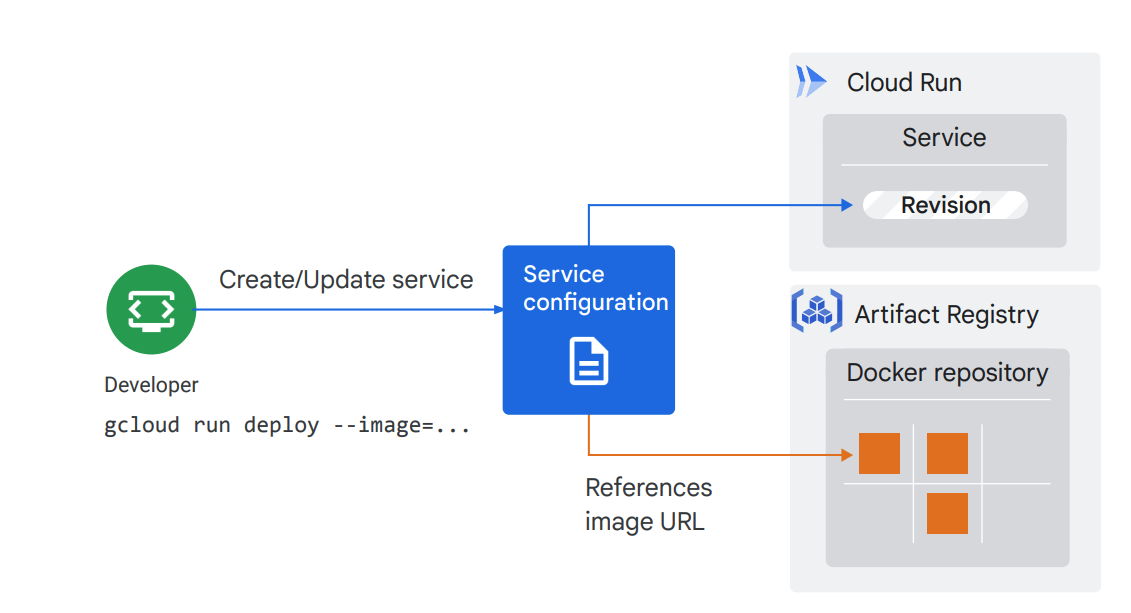 Cloud Run
Service
Revision
Create/Update service
Service
configuration
Artifact Registry
Docker repository
Developer
gcloud run deploy --image=...
References
image URL